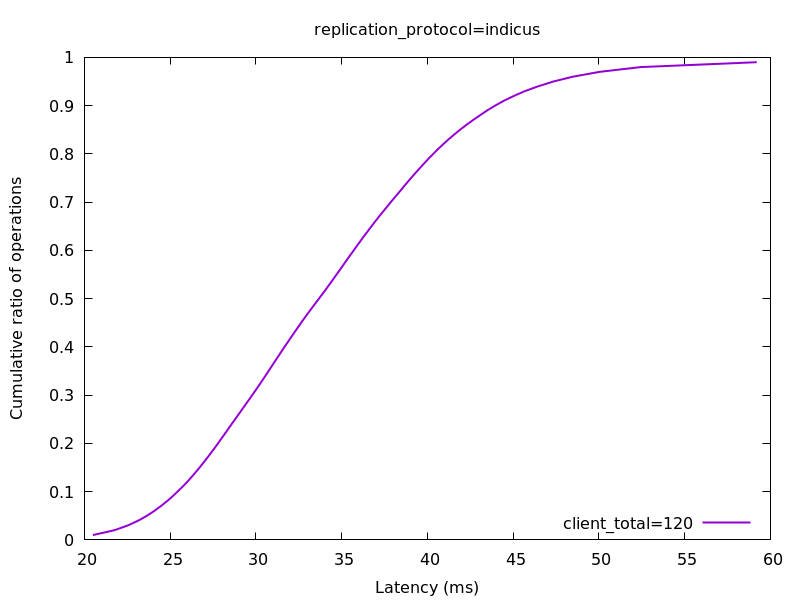 replication_protocol=indicus
1
0.9
0.8
0.7
0.6
0.5
0.4
0.3
0.2
0.1
0
Cumulative ratio of operations
client_total=120
20 25 30 35 40 45 50 55 60
Latency (ms)